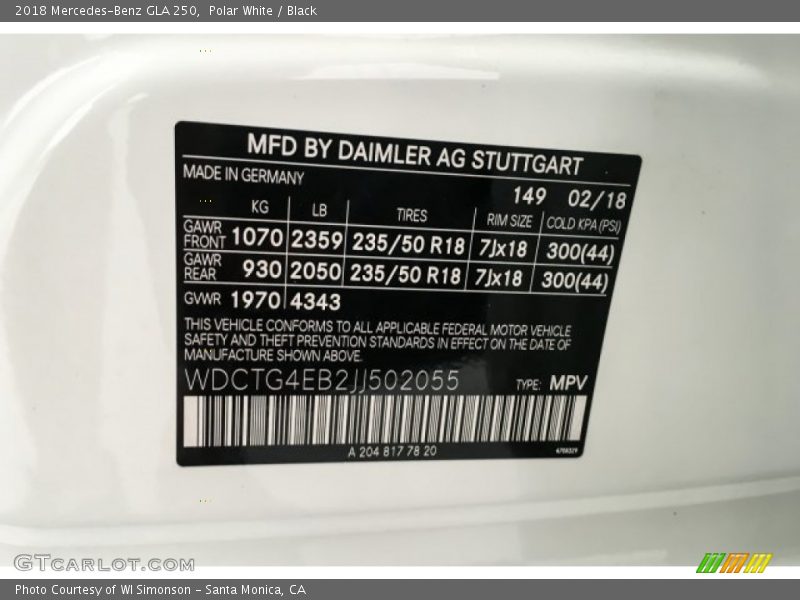 2018 Mercedes-Benz GLA 250,  Polar White / Black
MFD BY DAIMLER AG STUTTGART
MADE IN GERMANY
149 02/18
KG LB TIRES RIM SIZE COLD KPA (PSI)
GAWR FRONT 1070 2359 235/50 R18 7Jx18 300(44)
GAWR REAR 930 2050 235/50 R18 7Jx18 300(44)
GVWR 1970 4343
THIS VEHICLE CONFORMS TO ALL APPLICABLE FEDERAL MOTOR VEHICLE
SAFETY AND THEFT PREVENTION STANDARDS IN EFFECT ON THE DATE OF
MANUFACTURE SHOWN ABOVE.
WDCTG4EB2JJ502055 TYPE: MPV
A 204 817 78 20
GTCARLOT.COM
Photo Courtesy of WI Simonson - Santa Monica, CA